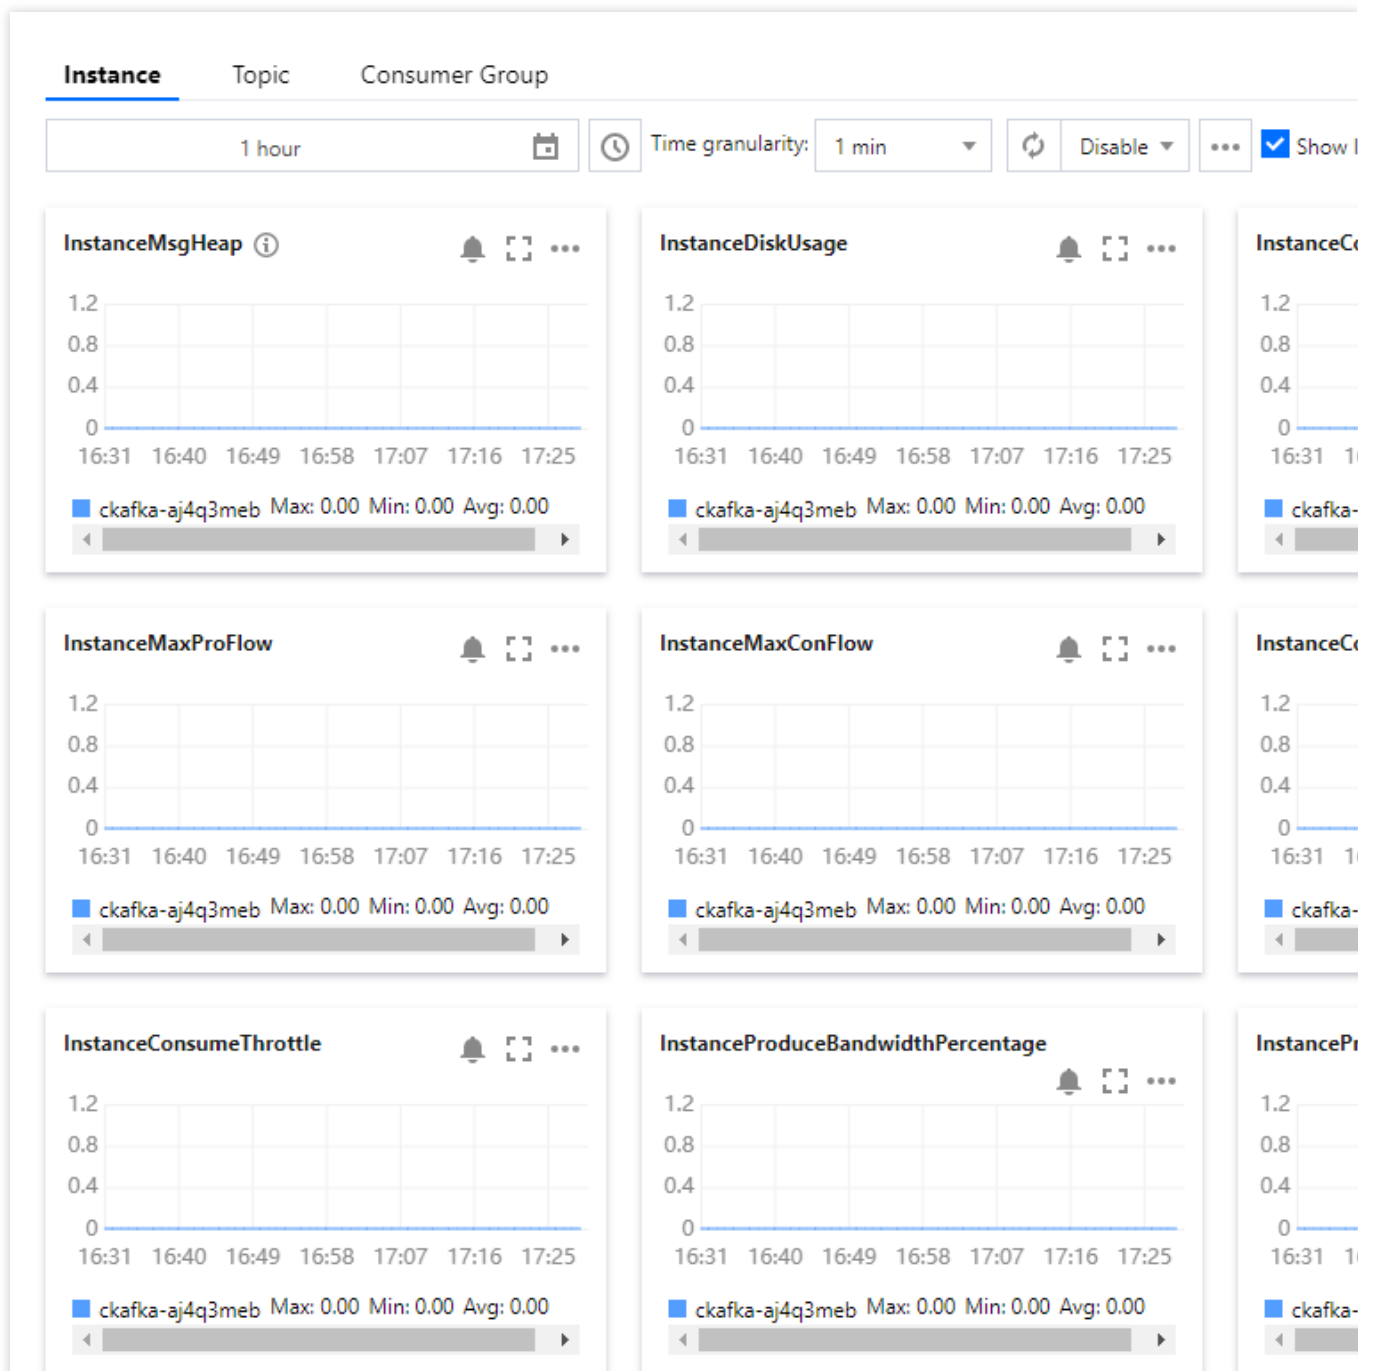 Instance Topic Consumer Group
1 hour Time granularity: 1 min Disable Show
InstanceMsgHeap
1.2
0.8
0.4
0
16:31 16:40 16:49 16:58 17:07 17:16 17:25
ckafka-aj4q3meb Max: 0.00 Min: 0.00 Avg: 0.00
InstanceDiskUsage
1.2
0.8
0.4
0
16:31 16:40 16:49 16:58 17:07 17:16 17:25
ckafka-aj4q3meb Max: 0.00 Min: 0.00 Avg: 0.00
InstanceCo
1.2
0.8
0.4
0
16:31
ckafka-
InstanceMaxProFlow
1.2
0.8
0.4
0
16:31 16:40 16:49 16:58 17:07 17:16 17:25
ckafka-aj4q3meb Max: 0.00 Min: 0.00 Avg: 0.00
InstanceMaxConFlow
1.2
0.8
0.4
0
16:31 16:40 16:49 16:58 17:07 17:16 17:25
ckafka-aj4q3meb Max: 0.00 Min: 0.00 Avg: 0.00
InstanceCo
1.2
0.8
0.4
0
16:31
ckafka-
InstanceConsumeThrottle
1.2
0.8
0.4
0
16:31 16:40 16:49 16:58 17:07 17:16 17:25
ckafka-aj4q3meb Max: 0.00 Min: 0.00 Avg: 0.00
InstanceProduceBandwidthPercentage
1.2
0.8
0.4
0
16:31 16:40 16:49 16:58 17:07 17:16 17:25
ckafka-aj4q3meb Max: 0.00 Min: 0.00 Avg: 0.00
InstancePr
1.2
0.8
0.4
0
16:31
ckafka-